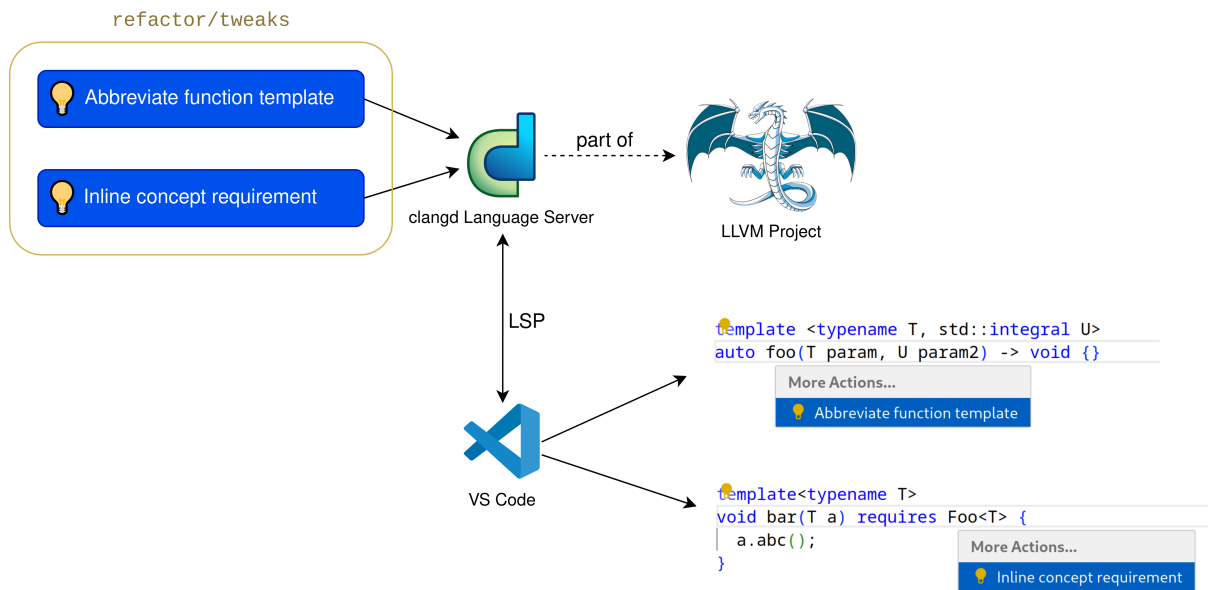 refactor/tweaks
Abbreviate function template
Inline concept requirement
clangd Language Server
part of
LLVM Project
LSP
VS Code
template <typename T, std::integral U>
auto foo(T param, U param2) -> void {}
More Actions...
Abbreviate function template
template<typename T>
void bar(T a) requires Foo<T> {
a.abc();
}
More Actions...
Inline concept requirement